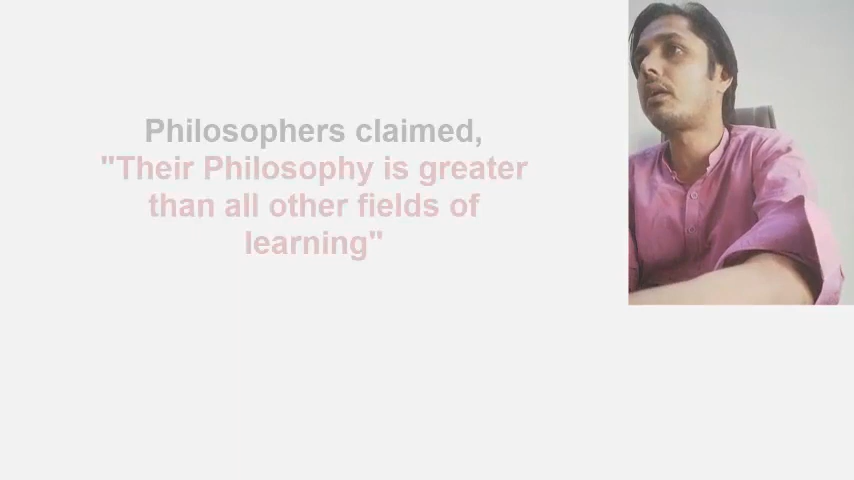 Philosophers claimed,
"Their Philosophy is greater
than all other fields of
learning"